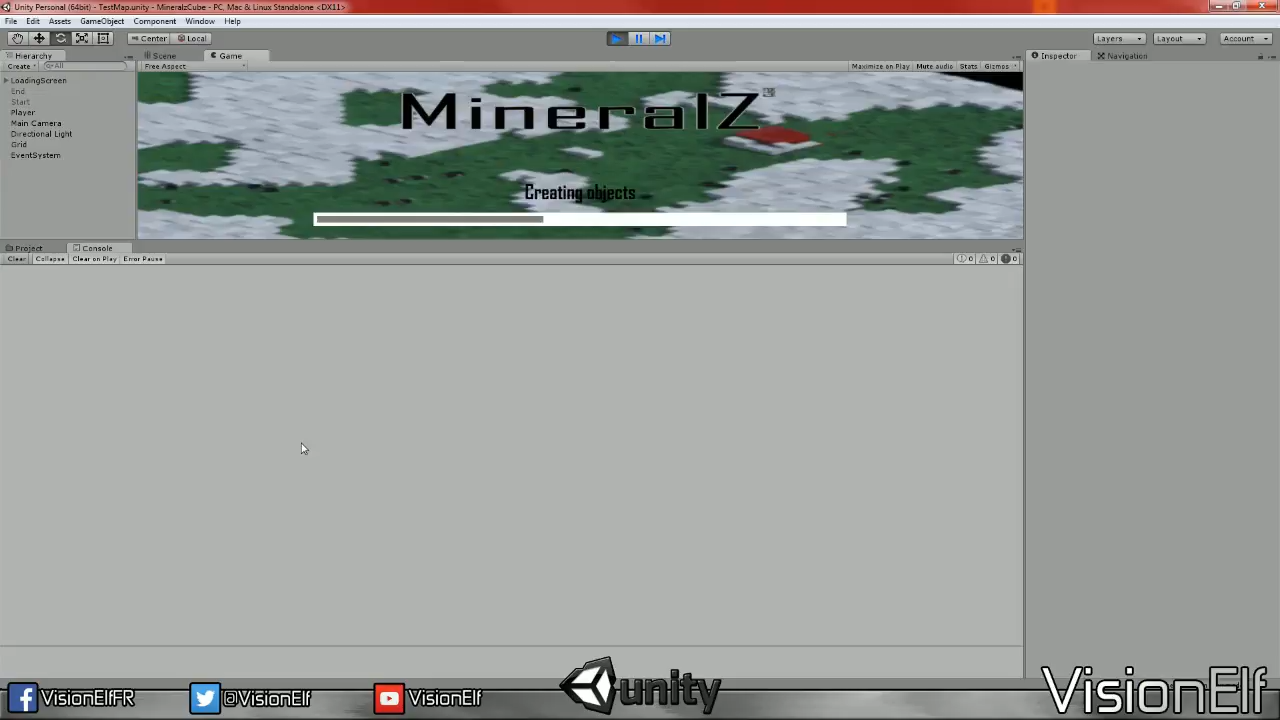 Unity Personal (64bit) - TestMap.unity - MineralzCube - PC, Mac & Linux Standalone <DX11>
File Edit Assets GameObject Component Window Help
Center Local Layers Layout Account
Hierarchy Scene Game Inspector Navigation
Create All Free Aspect Maximize on Play Mute audio Stats Gizmos
LoadingScreen
End
Start
Player
Main Camera
Directional Light
Grid
EventSystem
MineralZ
Creating objects
Project Console
Clear Collapse Clear on Play Error Pause 0 0 0
VisionElfFR @VisionElf VisionElf unity VisionElf